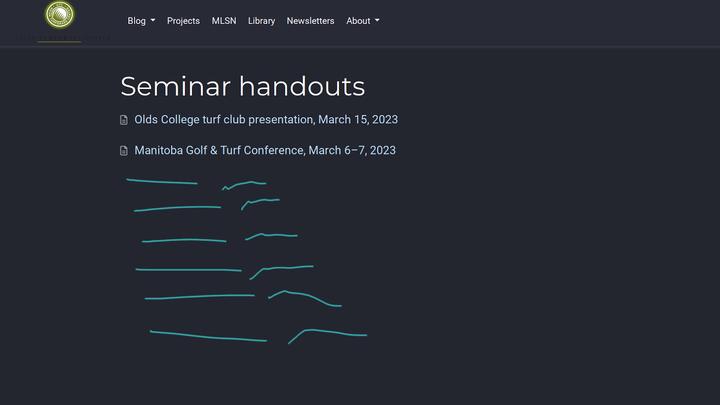 Blog Projects MLSN Library Newsletters About
Seminar handouts
Olds College turf club presentation, March 15, 2023
Manitoba Golf & Turf Conference, March 6–7, 2023